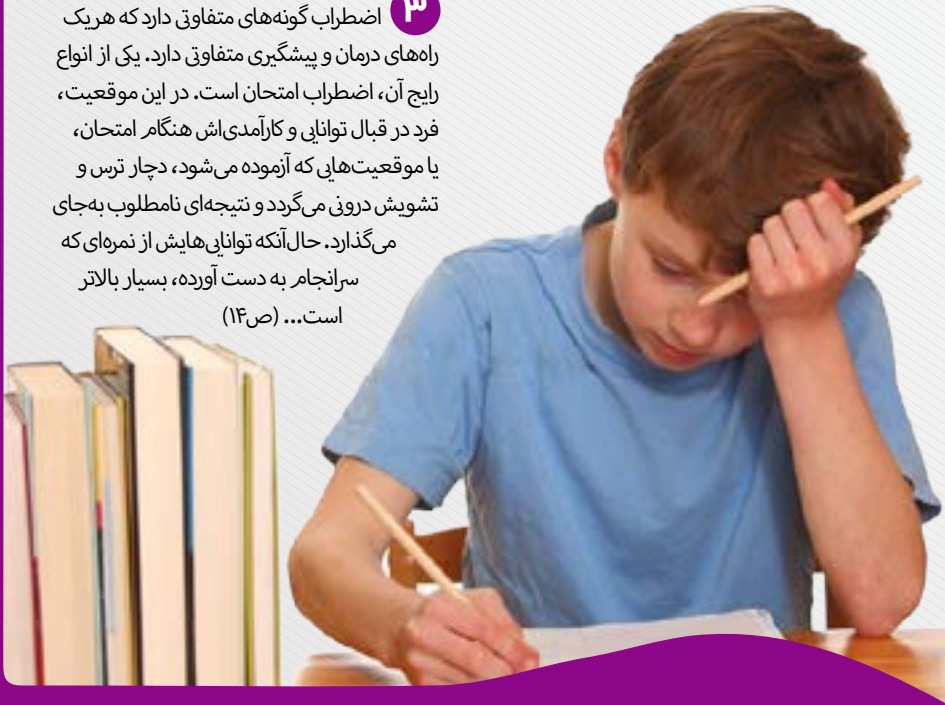 ۳ اضطراب گونه‌های متفاوتی دارد که هر یک
راه‌های درمان و پیشگیری متفاوتی دارد. یکی از انواع
رایج آن، اضطراب امتحان است. در این موقعیت،
فرد در قبال توانایی و کارآمدی‌اش هنگام امتحان،
یا موقعیت‌هایی که آزموده می‌شود، دچار ترس و
تشویش درونی می‌گردد و نتیجه‌ای نامطلوب به‌جای
می‌گذارد. حال‌آنکه توانایی‌هایش از نمره‌ای که
سرانجام به دست آورده، بسیار بالاتر
است... (ص۱۴)